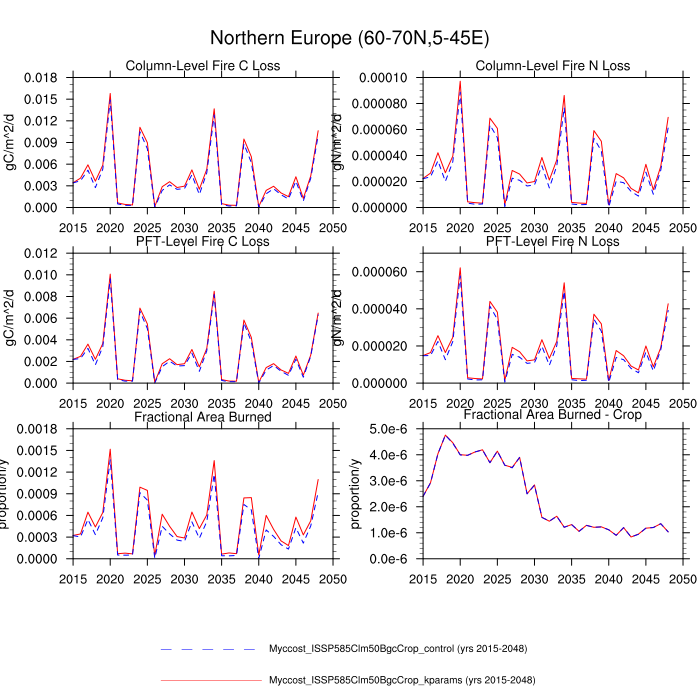 Northern Europe (60-70N,5-45E)
Column-Level Fire C Loss
gC/m^2/d
0.018
0.015
0.012
0.009
0.006
0.003
0.000
2015 2020 2025 2030 2035 2040 2045 2050
Column-Level Fire N Loss
gN/m^2/d
0.00010
0.000080
0.000060
0.000040
0.000020
0.000000
2015 2020 2025 2030 2035 2040 2045 2050
PFT-Level Fire C Loss
gC/m^2/d
0.012
0.010
0.008
0.006
0.004
0.002
0.000
2015 2020 2025 2030 2035 2040 2045 2050
PFT-Level Fire N Loss
gN/m^2/d
0.000060
0.000040
0.000020
0.000000
2015 2020 2025 2030 2035 2040 2045 2050
Fractional Area Burned
proportion/y
0.0018
0.0015
0.0012
0.0009
0.0006
0.0003
0.0000
2015 2020 2025 2030 2035 2040 2045 2050
Fractional Area Burned - Crop
proportion/y
5.0e-6
4.0e-6
3.0e-6
2.0e-6
1.0e-6
0.0e-6
2015 2020 2025 2030 2035 2040 2045 2050
Myccost_ISSP585Clm50BgcCrop_control (yrs 2015-2048)
Myccost_ISSP585Clm50BgcCrop_kparams (yrs 2015-2048)